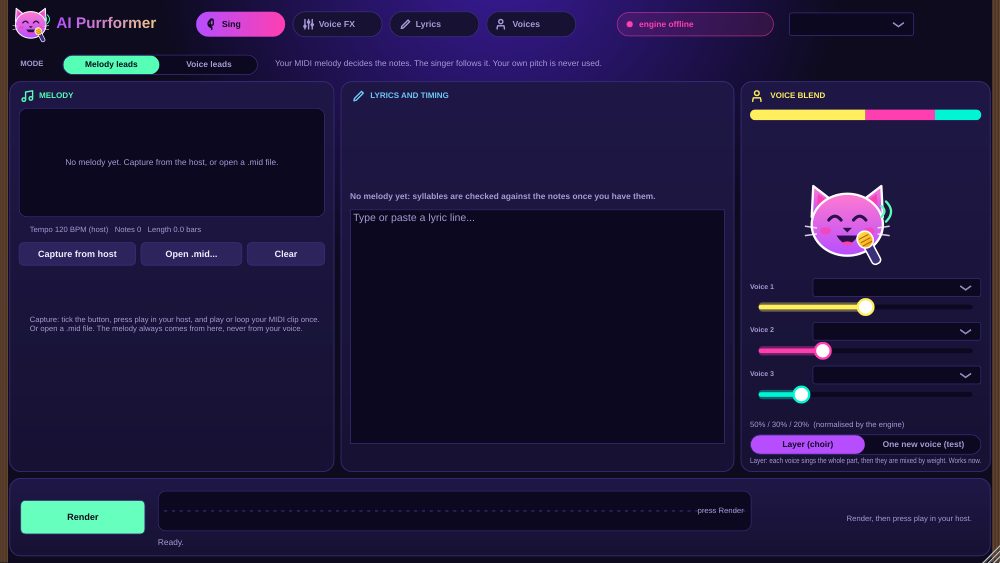 AI Purrformer
Sing
Voice FX
Lyrics
Voices
engine offline
MODE
Melody leads
Voice leads
Your MIDI melody decides the notes. The singer follows it. Your own pitch is never used.
MELODY
No melody yet. Capture from the host, or open a .mid file.
Tempo 120 BPM (host) Notes 0 Length 0.0 bars
Capture from host
Open .mid...
Clear
Capture: tick the button, press play in your host, and play or loop your MIDI clip once.
Or open a .mid file. The melody always comes from here, never from your voice.
LYRICS AND TIMING
No melody yet: syllables are checked against the notes once you have them.
Type or paste a lyric line...
VOICE BLEND
Voice 1
Voice 2
Voice 3
50% / 30% / 20% (normalised by the engine)
Layer (choir)
One new voice (test)
Layer: each voice sings the whole part, then they are mixed by weight. Works now.
Render
press Render
Ready.
Render, then press play in your host.